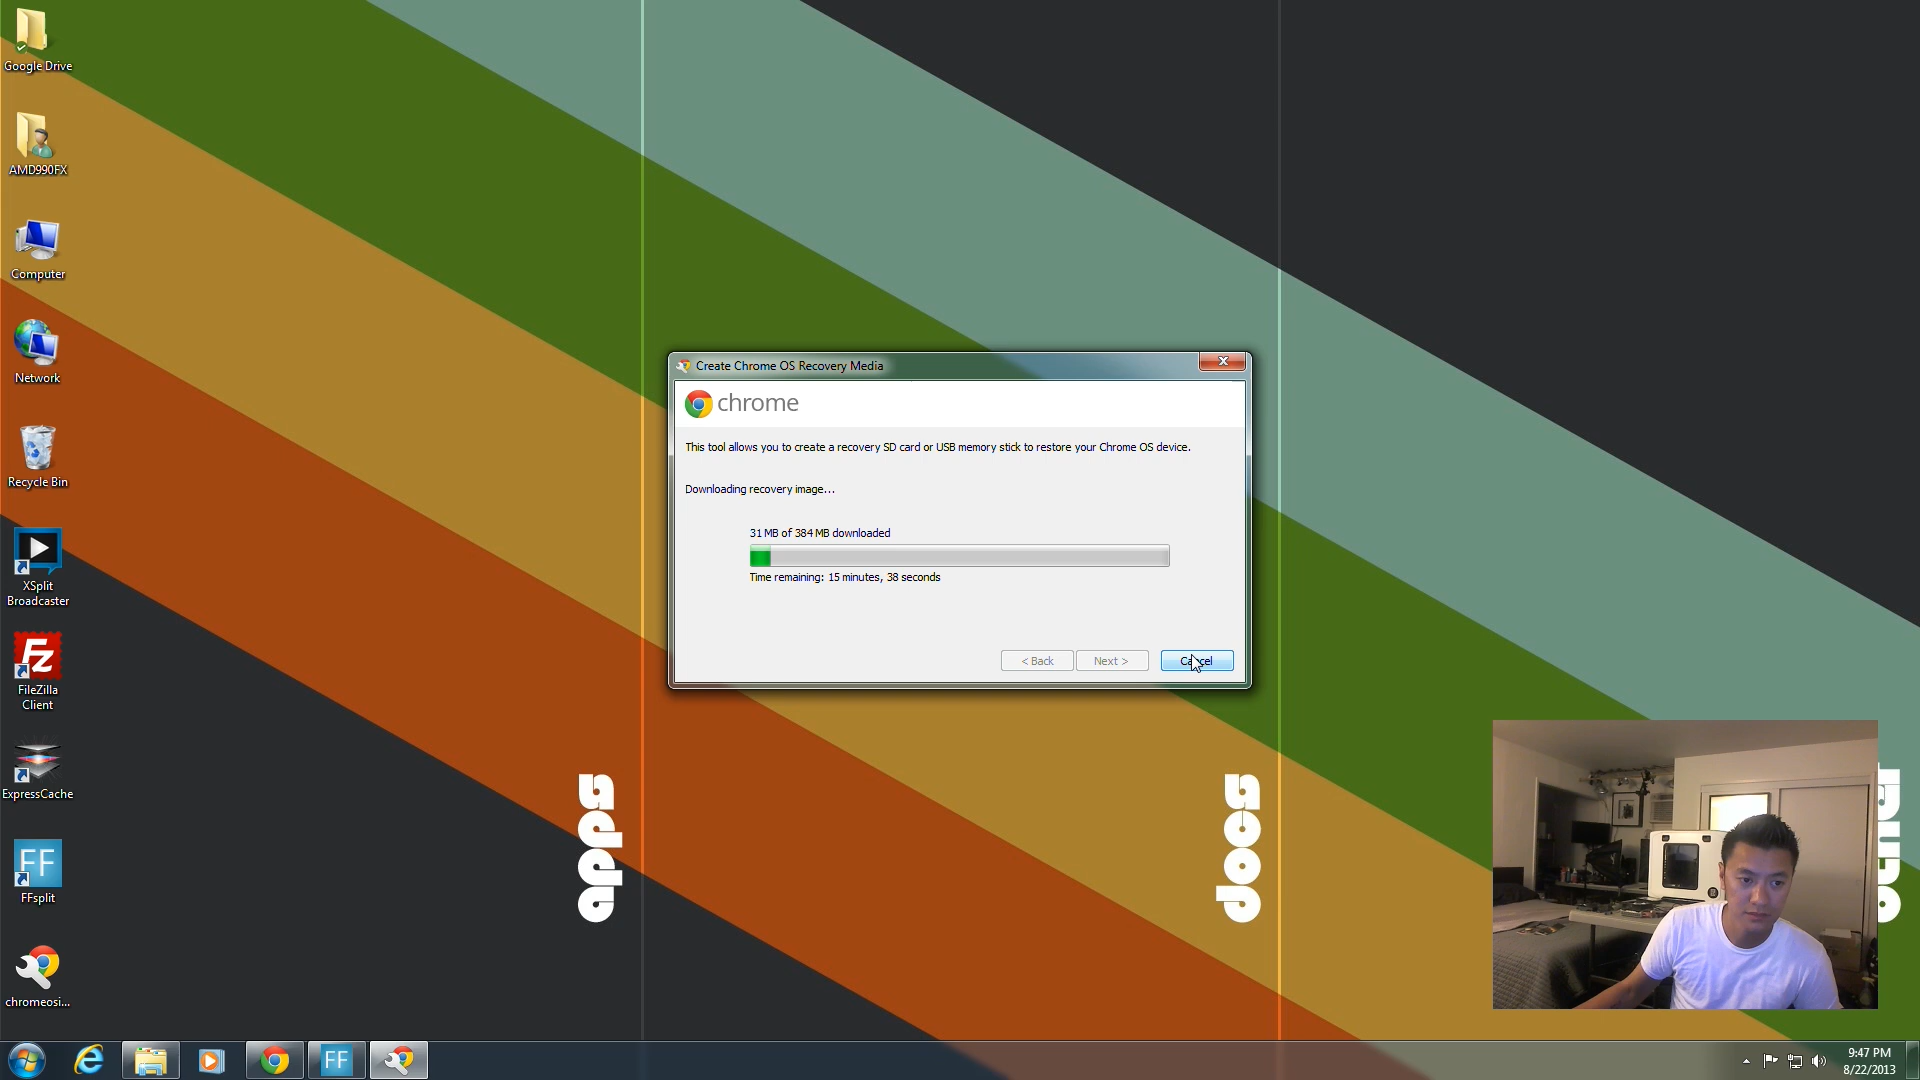 Google Drive
AMD990FX
Computer
Network
Recycle Bin
XSplit
Broadcaster
FileZilla
Client
ExpressCache
FF
FFsplit
chromeosi...
Create Chrome OS Recovery Media
chrome
This tool allows you to create a recovery SD card or USB memory stick to restore your Chrome OS device.
Downloading recovery image...
31 MB of 384 MB downloaded
Time remaining: 15 minutes, 38 seconds
< Back
Next >
Cancel
apps
FF
9:47 PM
8/22/2013